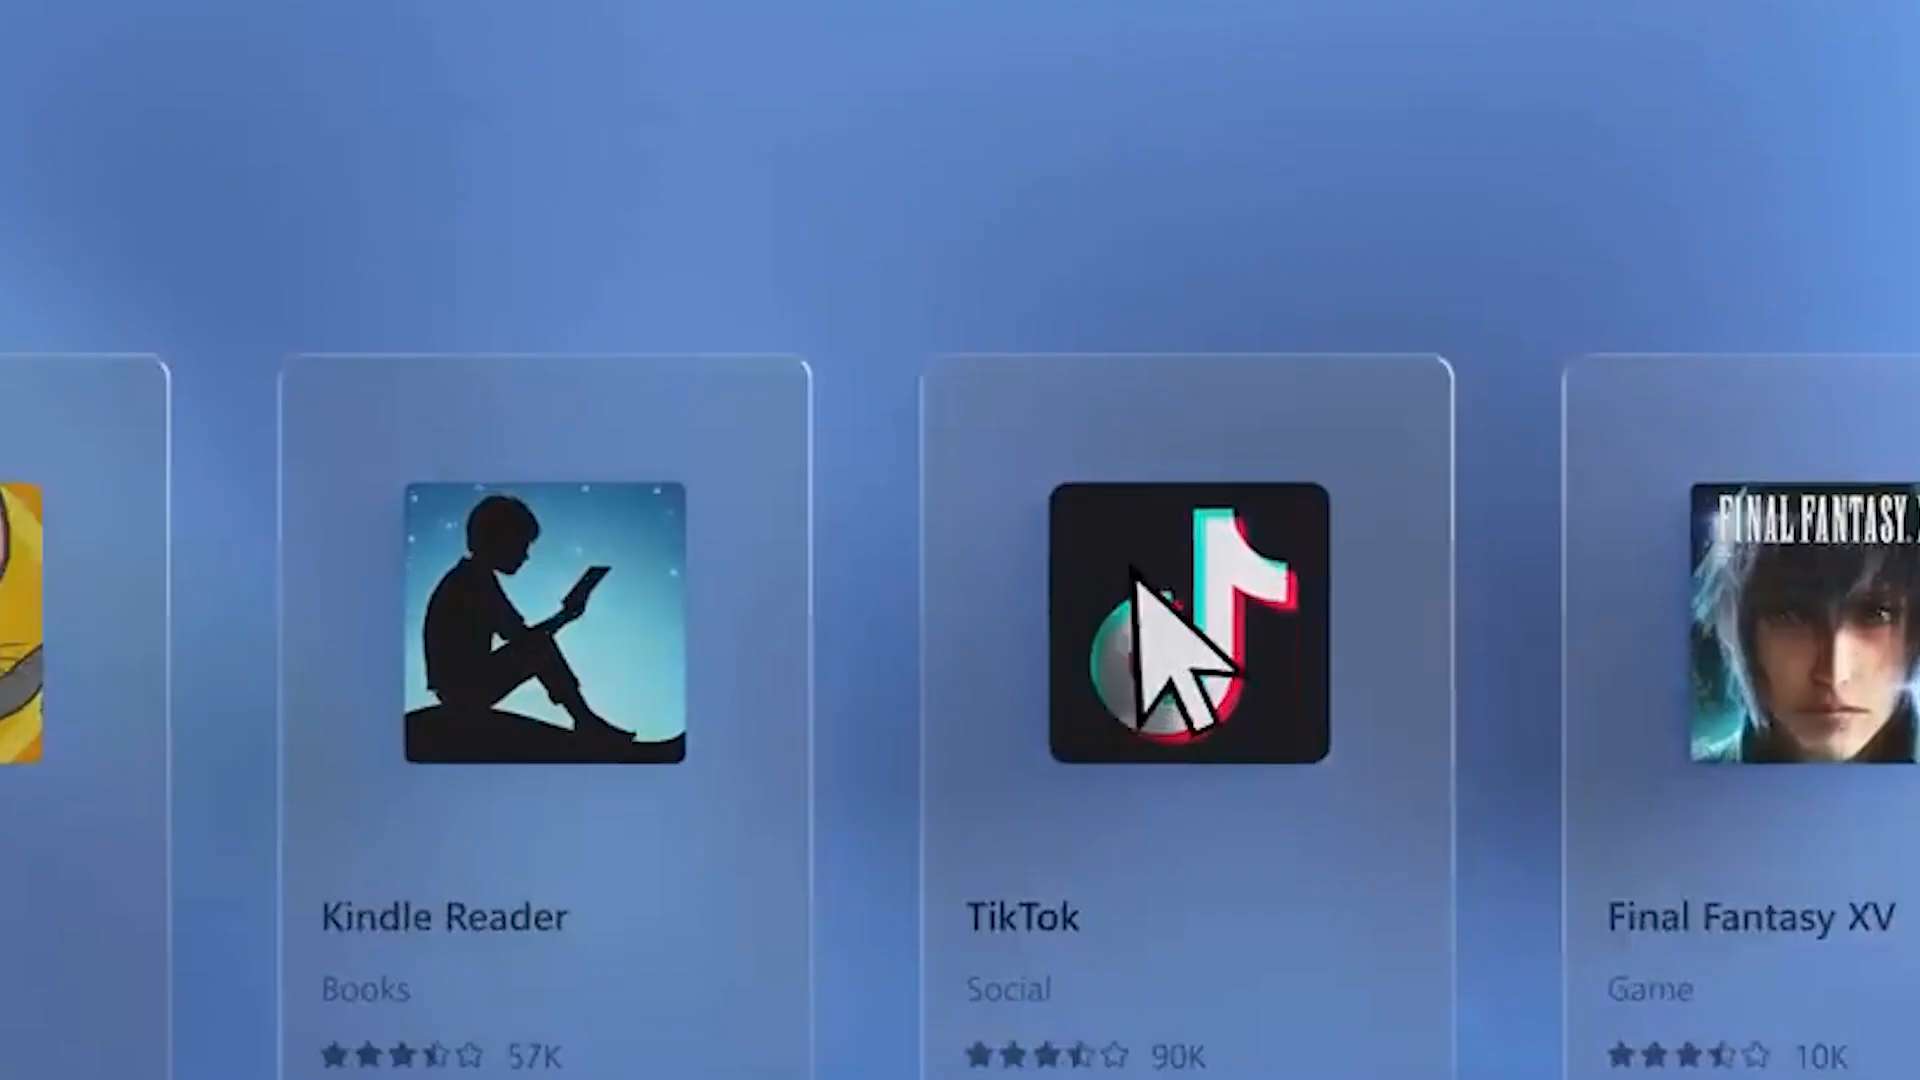 FINAL FANTASY
Kindle Reader
Books
57K
TikTok
Social
90K
Final Fantasy XV
Game
10K